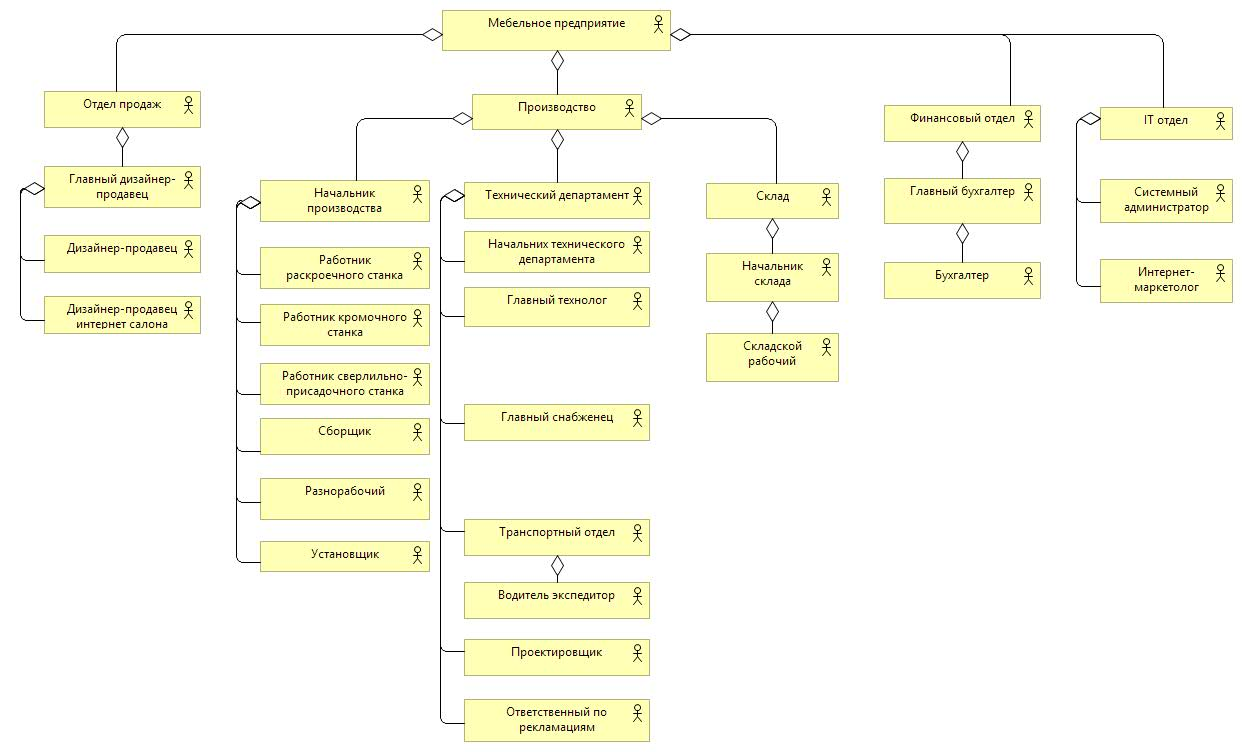 Мебельное предприятие
Отдел продаж
Главный дизайнер-
продавец
Дизайнер-продавец
Дизайнер-продавец
интернет салона
Производство
Начальник
производства
Работник
раскроечного станка
Работник кромочного
станка
Работник сверлильно-
присадочного станка
Сборщик
Разнорабочий
Установщик
Технический департамент
Начальних технического
департамента
Главный технолог
Главный снабженец
Транспортный отдел
Водитель экспедитор
Проектировщик
Ответственный по
рекламациям
Склад
Начальник
склада
Складской
рабочий
Финансовый отдел
Главный бухгалтер
Бухгалтер
IT отдел
Системный
администратор
Интернет-
маркетолог